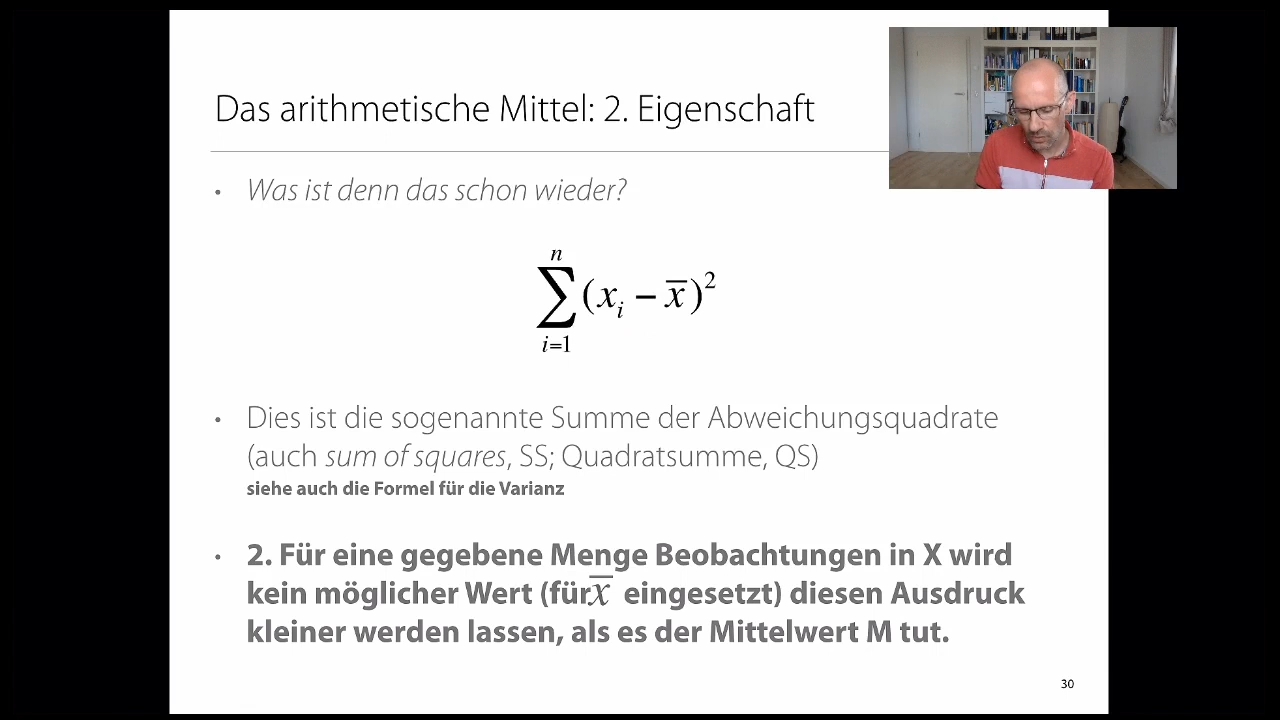 Das arithmetische Mittel: 2. Eigenschaft
• Was ist denn das schon wieder?
n
∑(xᵢ − x̄)²
i=1
• Dies ist die sogenannte Summe der Abweichungsquadrate
(auch sum of squares, SS; Quadratsumme, QS)
siehe auch die Formel für die Varianz
• 2. Für eine gegebene Menge Beobachtungen in X wird
kein möglicher Wert (für x̄ eingesetzt) diesen Ausdruck
kleiner werden lassen, als es der Mittelwert M tut.
30